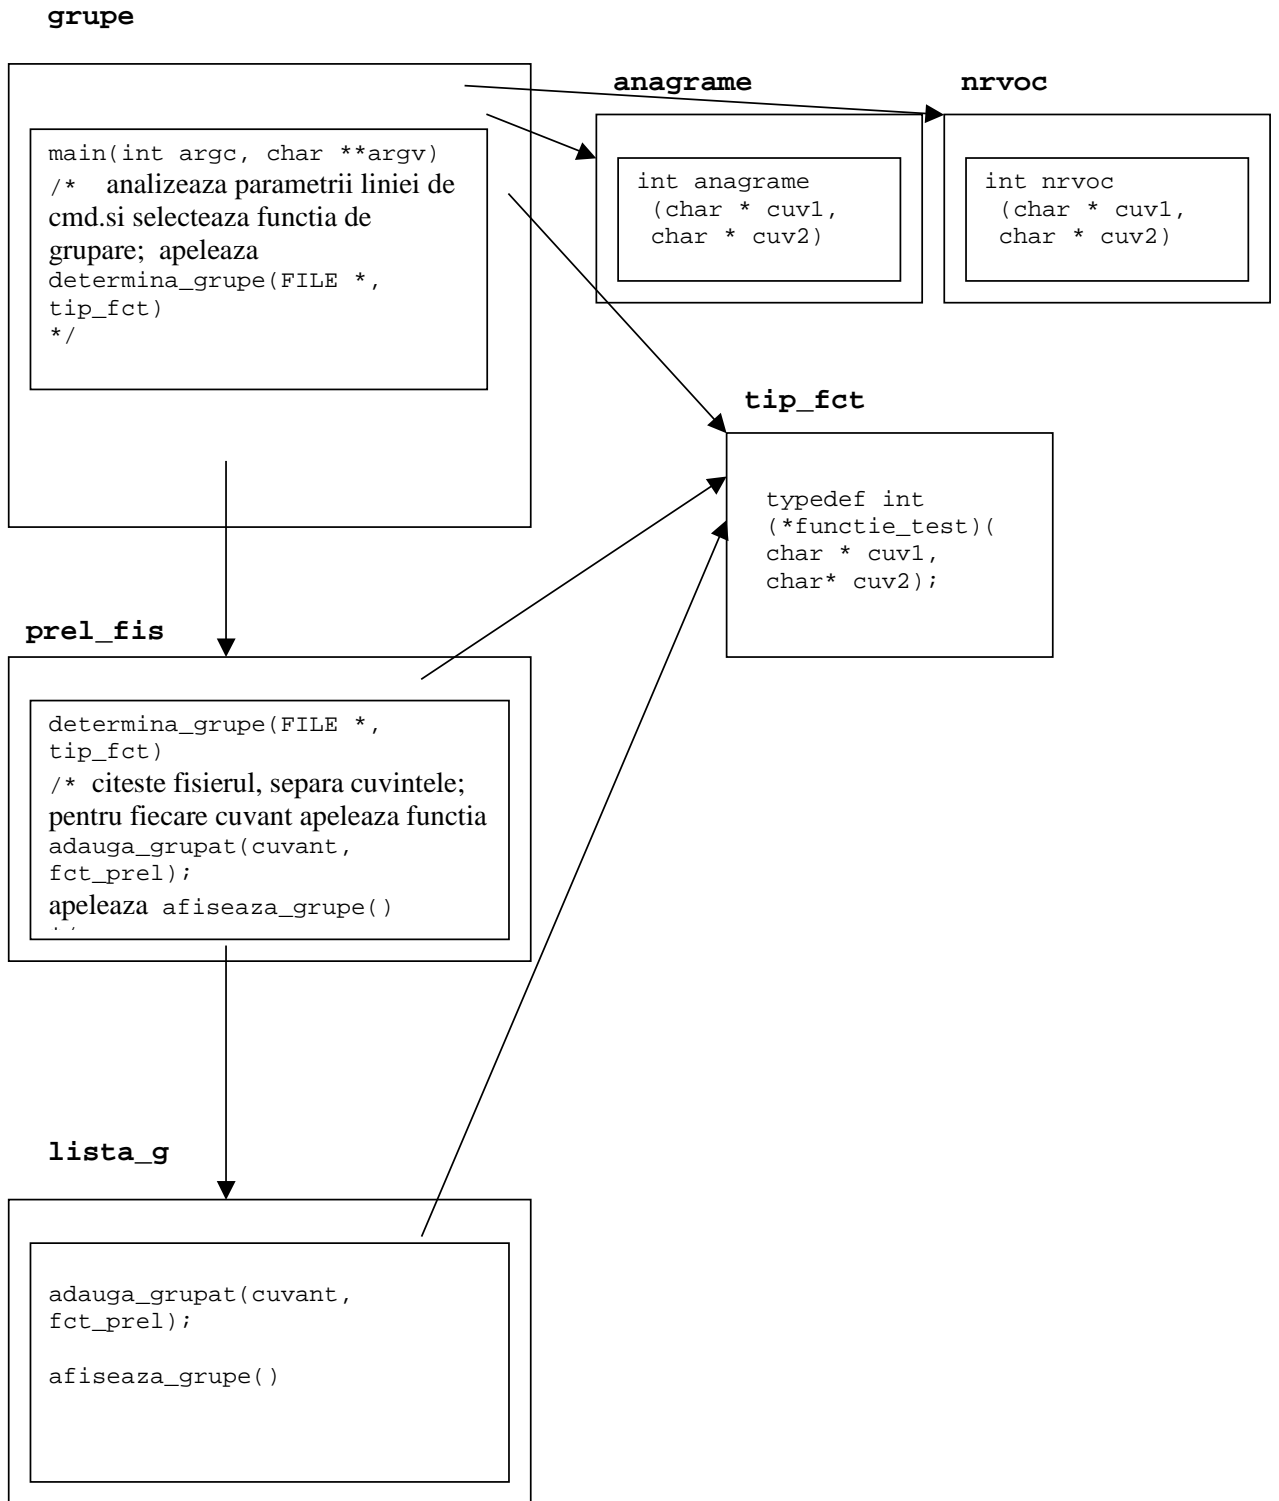 grupe
anagrame
nrvoc
main(int argc, char **argv)
/* analizeaza parametrii liniei de
cmd.si selecteaza functia de
grupare; apeleaza
determina_grupe(FILE *,
tip_fct)
*/
int anagrame
(char * cuv1,
char * cuv2)
int nrvoc
(char * cuv1,
char * cuv2)
tip_fct
typedef int
(*functie_test)(
char * cuv1,
char* cuv2);
prel_fis
determina_grupe(FILE *,
tip_fct)
/* citeste fisierul, separa cuvintele;
pentru fiecare cuvant apeleaza functia
adauga_grupat(cuvant,
fct_prel);
apeleaza afiseaza_grupe()
lista_g
adauga_grupat(cuvant,
fct_prel);
afiseaza_grupe()